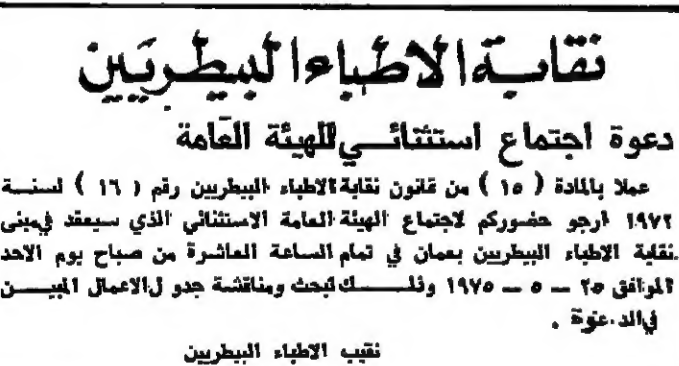 نقابة الاطباء البيطريين
دعوة اجتماع استثنائي للهيئة العامة
عملا بالمادة ( ١٥ ) من قانون نقابة الاطباء البيطريين رقم ( ١٦ ) لسنة
١٩٧٢ ارجو حضوركم لاجتماع الهيئة العامة الاستثنائي الذي سيعقد في مبنى
نقابة الاطباء البيطريين بعمان في تمام الساعة العاشرة من صباح يوم الاحد
الموافق ٢٥ – ٥ – ١٩٧٥ وذلك لبحث ومناقشة جدول الاعمال المبين
في الدعوة .
نقيب الاطباء البيطريين